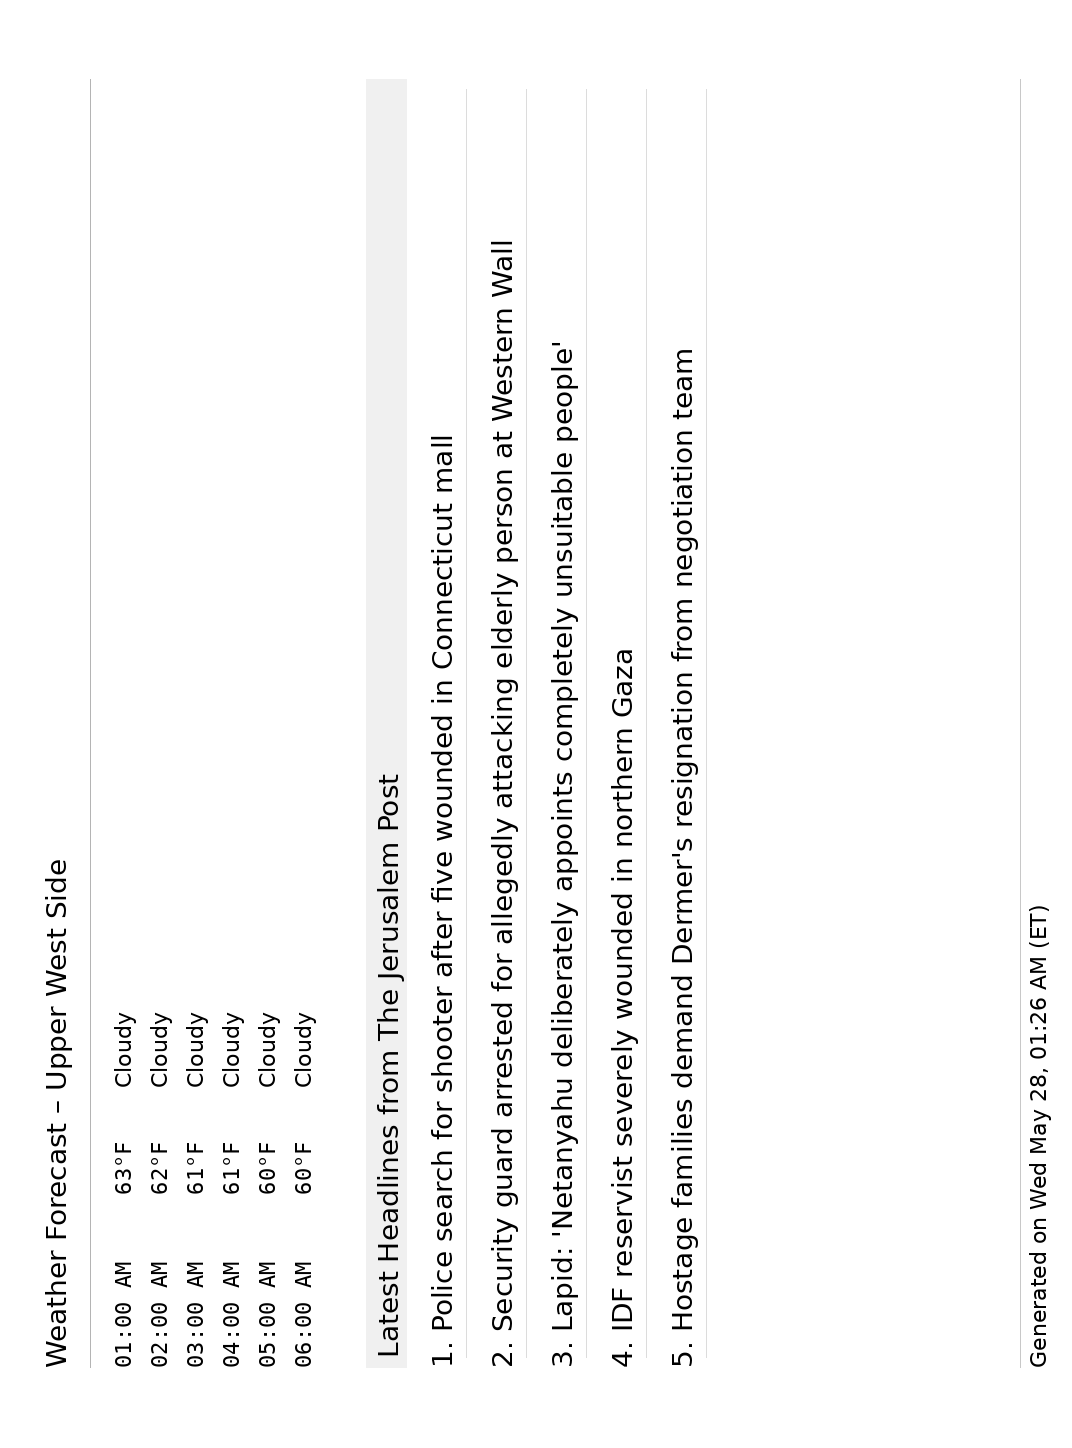 Weather Forecast – Upper West Side
01:00 AM 63°F Cloudy
02:00 AM 62°F Cloudy
03:00 AM 61°F Cloudy
04:00 AM 61°F Cloudy
05:00 AM 60°F Cloudy
06:00 AM 60°F Cloudy
Latest Headlines from The Jerusalem Post
1. Police search for shooter after five wounded in Connecticut mall
2. Security guard arrested for allegedly attacking elderly person at Western Wall
3. Lapid: 'Netanyahu deliberately appoints completely unsuitable people'
4. IDF reservist severely wounded in northern Gaza
5. Hostage families demand Dermer's resignation from negotiation team
Generated on Wed May 28, 01:26 AM (ET)